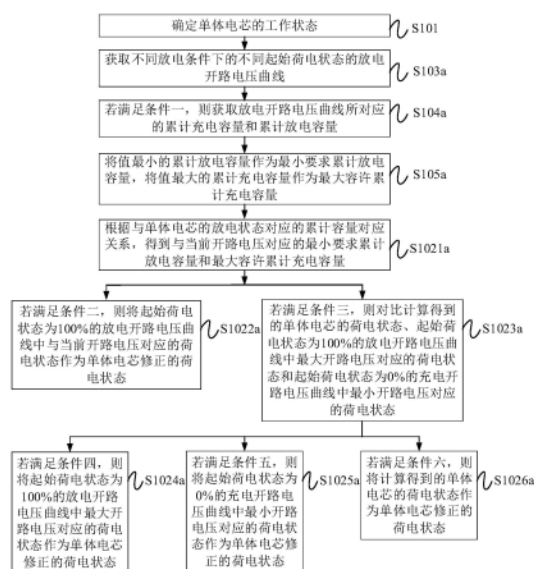 确定单体电芯的工作状态
S101
获取不同放电条件下的不同起始荷电状态的放电
开路电压曲线
S103a
若满足条件一，则获取放电开路电压曲线所对应
的累计充电容量和累计放电容量
S104a
将值最小的累计放电容量作为最小要求累计放电
容量，将值最大的累计充电容量作为最大容许累
计充电容量
S105a
根据与单体电芯的放电状态对应的累计容量对应
关系，得到与当前开路电压对应的最小要求累计
放电容量和最大容许累计充电容量
S1021a
若满足条件二，则将起始荷电
状态为100%的放电开路电压曲
线中与当前开路电压对应的荷
电状态作为单体电芯修正的荷
电状态
S1022a
若满足条件三，则对比计算得到
的单体电芯的荷电状态、起始荷
电状态为100%的放电开路电压曲
线中最大开路电压对应的荷电状
态和起始荷电状态为0%的充电开
路电压曲线中最小开路电压对应
的荷电状态
S1023a
若满足条件四，则
将起始荷电状态为
100%的放电开路
电压曲线中最大开
路电压对应的荷电
状态作为单体电芯
修正的荷电状态
S1024a
若满足条件五，则
将起始荷电状态为
0%的充电开路电
压曲线中最小开路
电压对应的荷电状
态作为单体电芯修
正的荷电状态
S1025a
若满足条件六，则
将计算得到的单体
电芯的荷电状态作
为单体电芯修正的
荷电状态
S1026a